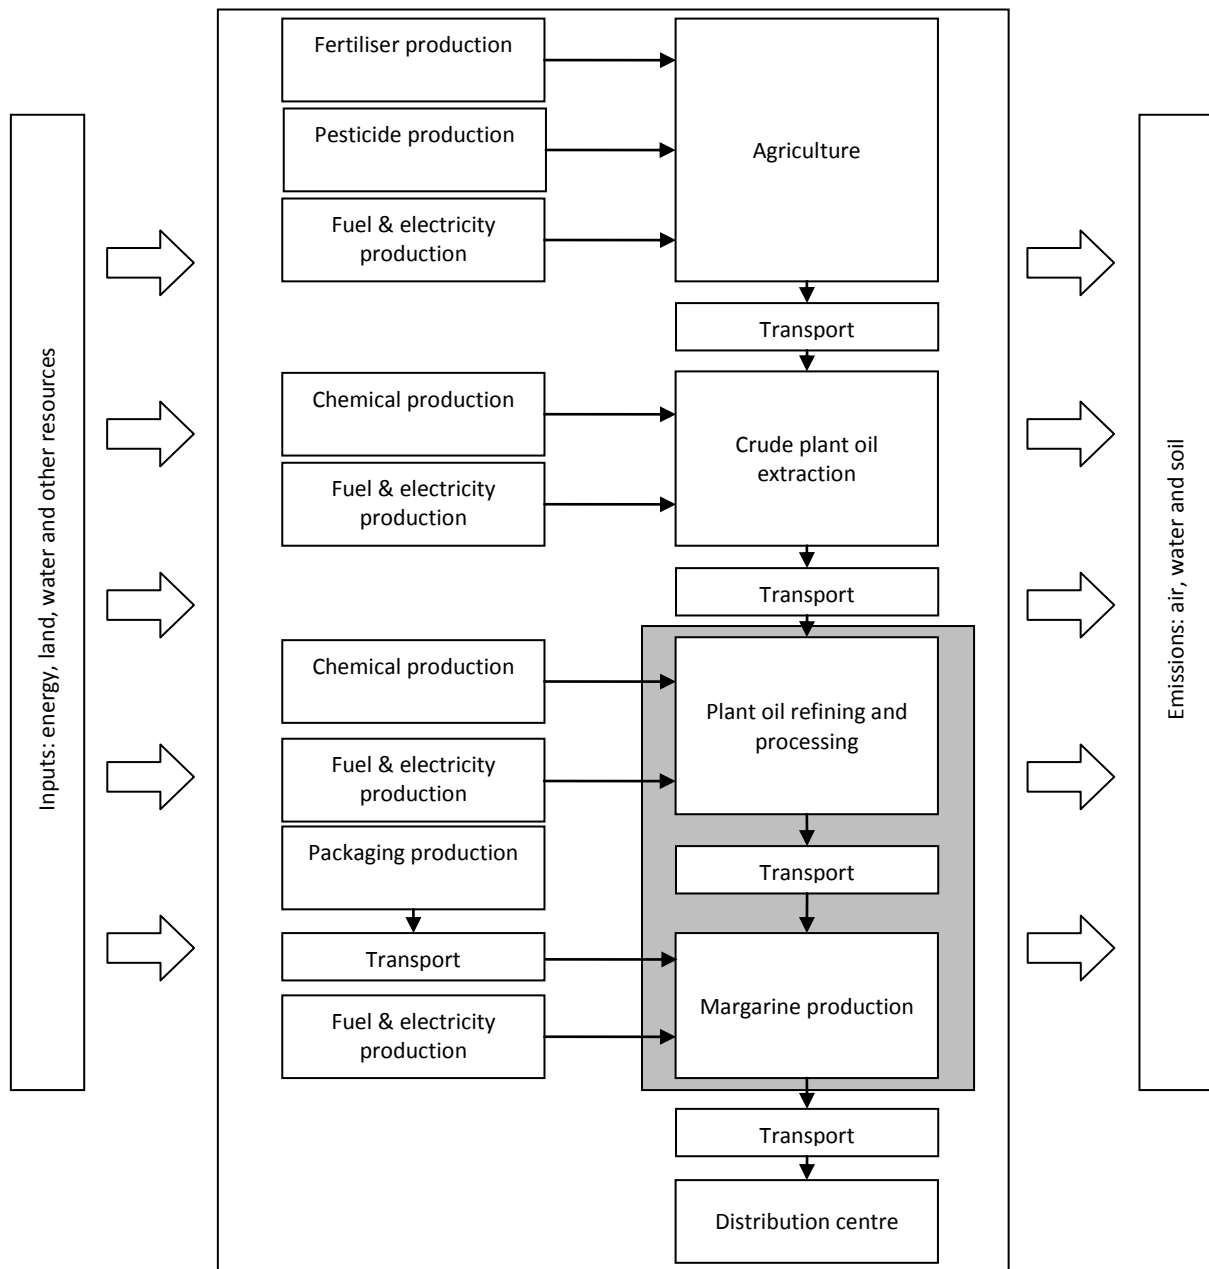 Inputs: energy, land, water and other resources
Fertiliser production
Pesticide production
Fuel & electricity
production
Agriculture
Transport
Chemical production
Fuel & electricity
production
Crude plant oil
extraction
Transport
Chemical production
Fuel & electricity
production
Plant oil refining and
processing
Transport
Packaging production
Transport
Fuel & electricity
production
Margarine production
Transport
Distribution centre
Emissions: air, water and soil